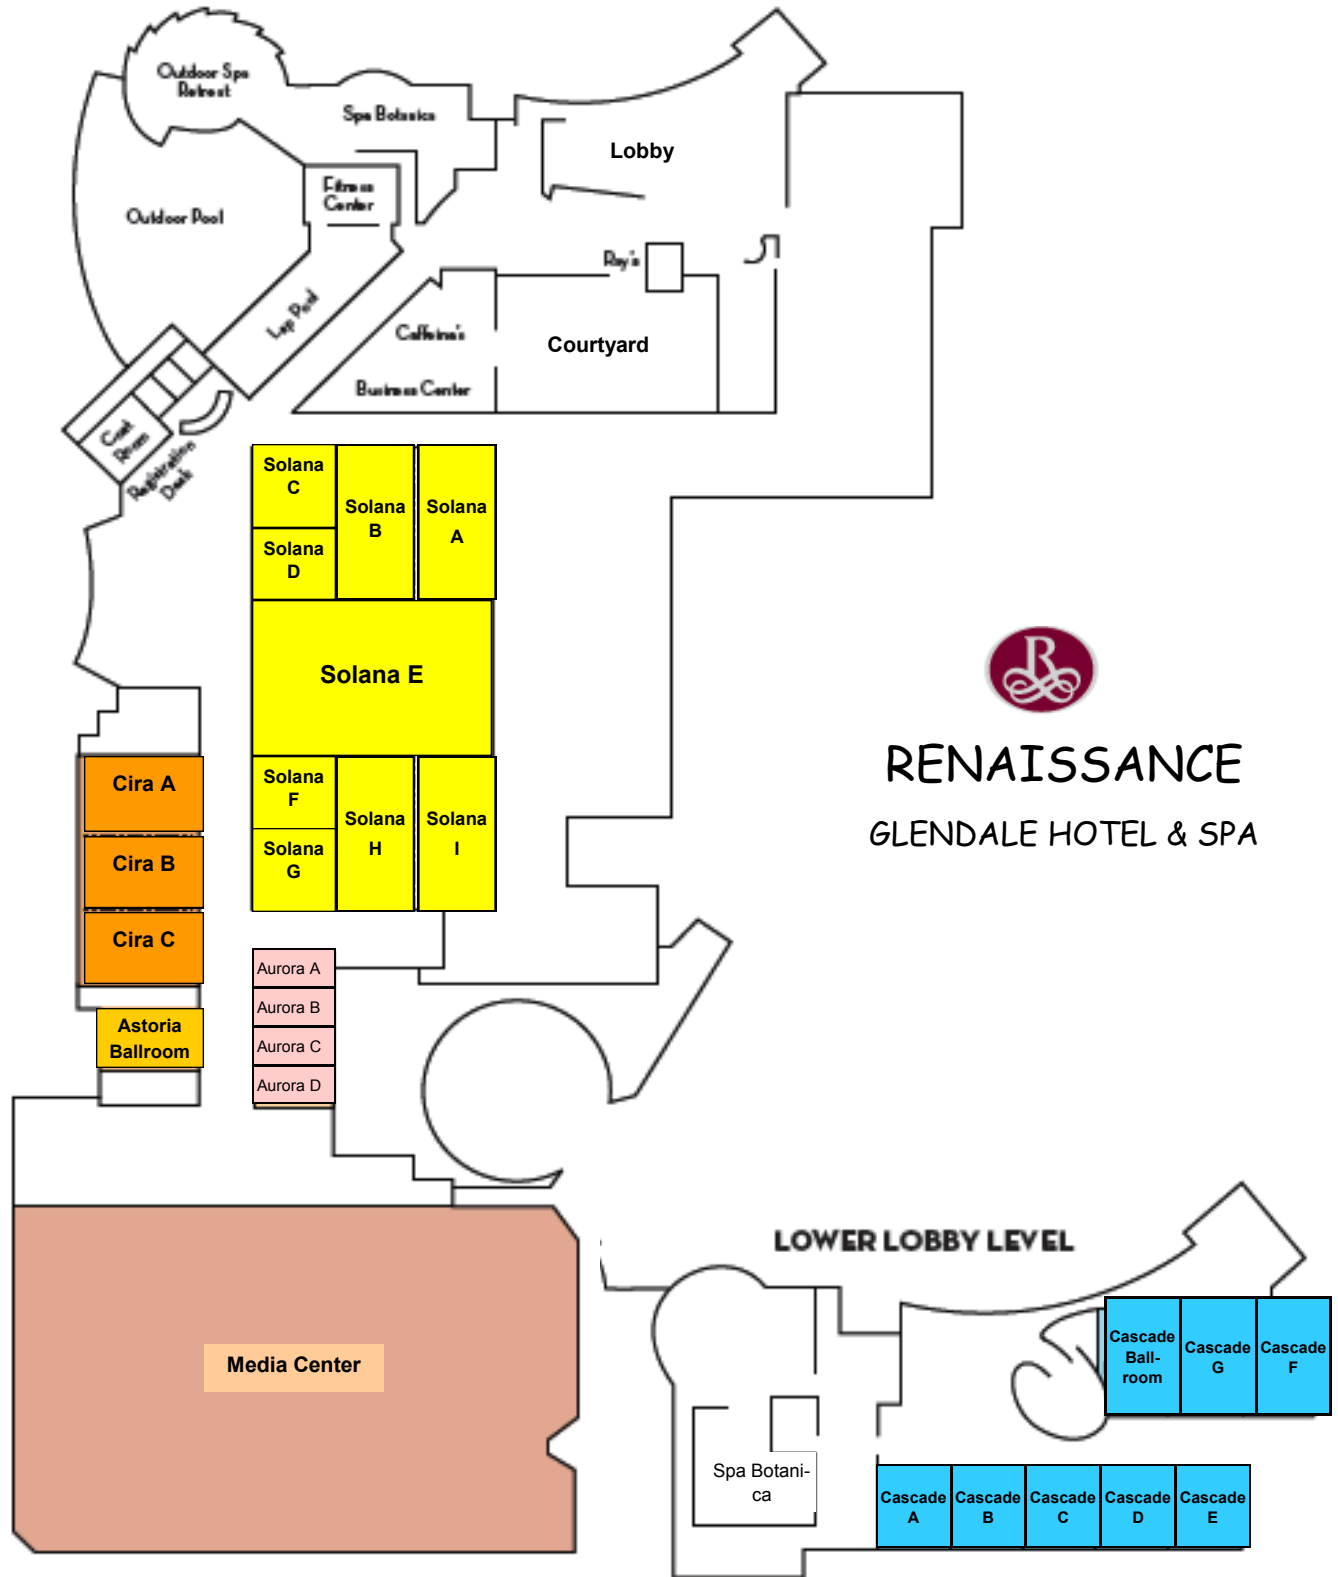 Outdoor Spa
Retreat
Spa Botanica
Lobby
Fitness
Center
Outdoor Pool
Ray's
Lap Pool
Caffeina's
Courtyard
Business Center
Coat
Room
Registration
Desk
Solana
C
Solana
B
Solana
A
Solana
D
Solana E
R
RENAISSANCE
GLENDALE HOTEL & SPA
Cira A
Solana
F
Solana
H
Solana
I
Cira B
Solana
G
Cira C
Aurora A
Aurora B
Astoria
Ballroom
Aurora C
Aurora D
LOWER LOBBY LEVEL
Media Center
Cascade
Ball-
room
Cascade
G
Cascade
F
Spa Botani-
ca
Cascade
A
Cascade
B
Cascade
C
Cascade
D
Cascade
E